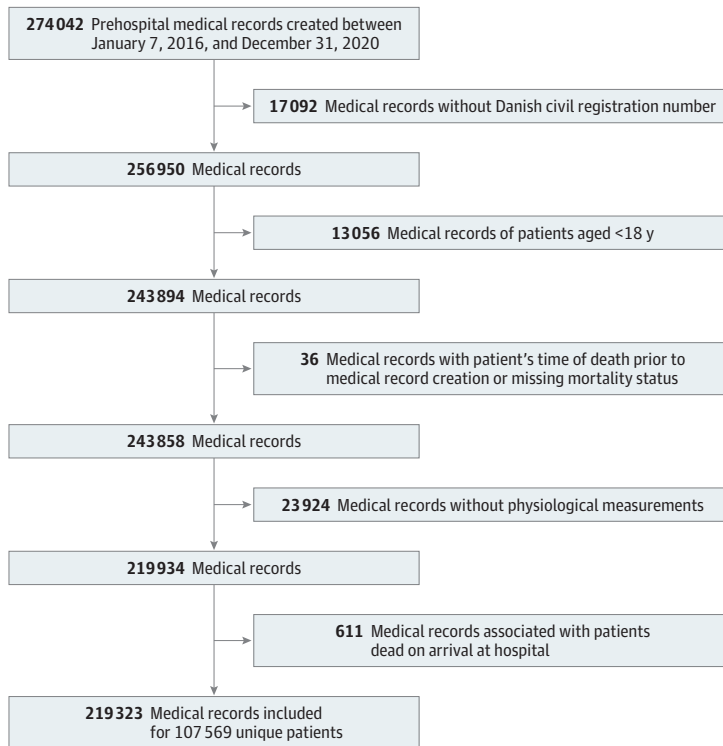 274042 Prehospital medical records created between
January 7, 2016, and December 31, 2020
17092 Medical records without Danish civil registration number
256950 Medical records
13056 Medical records of patients aged <18 y
243894 Medical records
36 Medical records with patient's time of death prior to
medical record creation or missing mortality status
243858 Medical records
23924 Medical records without physiological measurements
219934 Medical records
611 Medical records associated with patients
dead on arrival at hospital
219323 Medical records included
for 107569 unique patients